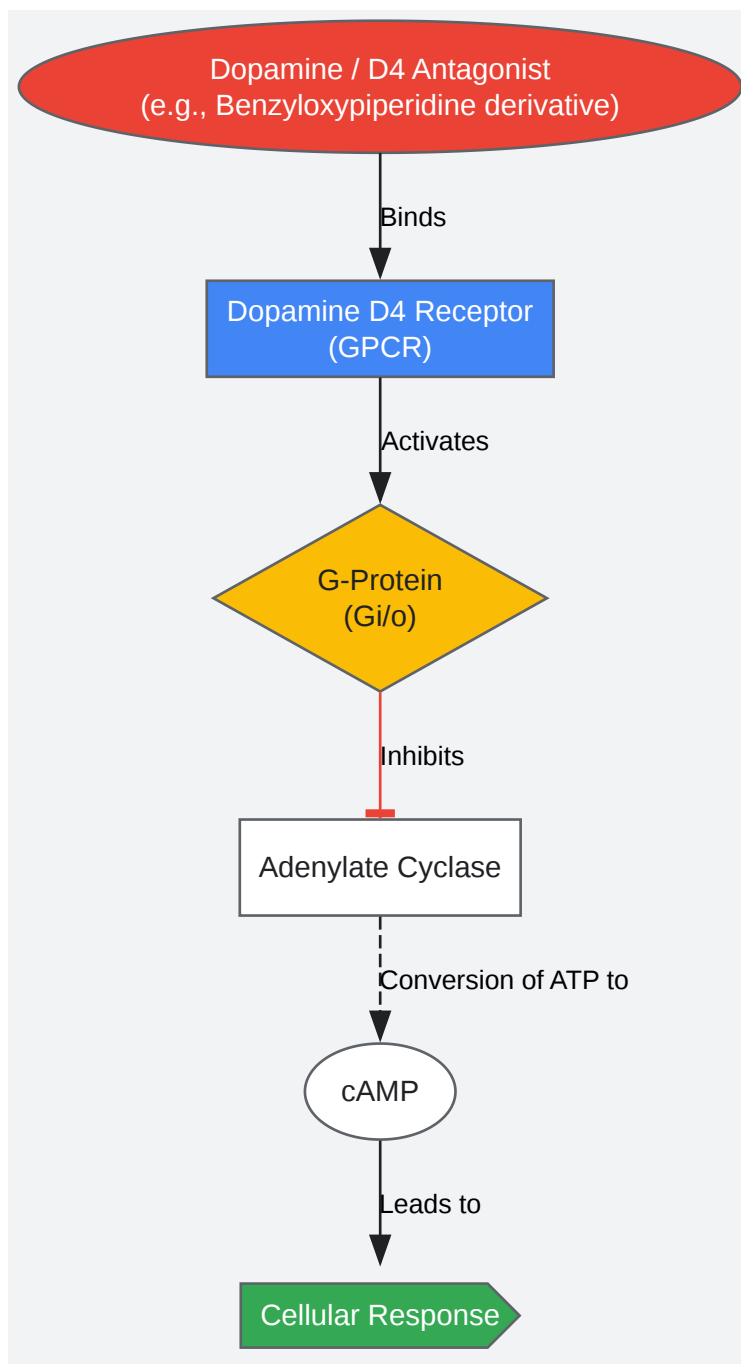 Dopamine / D4 Antagonist
(e.g., Benzyloxypiperidine derivative)
Binds
Dopamine D4 Receptor
(GPCR)
Activates
G-Protein
(Gi/o)
Inhibits
Adenylate Cyclase
Conversion of ATP to
cAMP
Leads to
Cellular Response